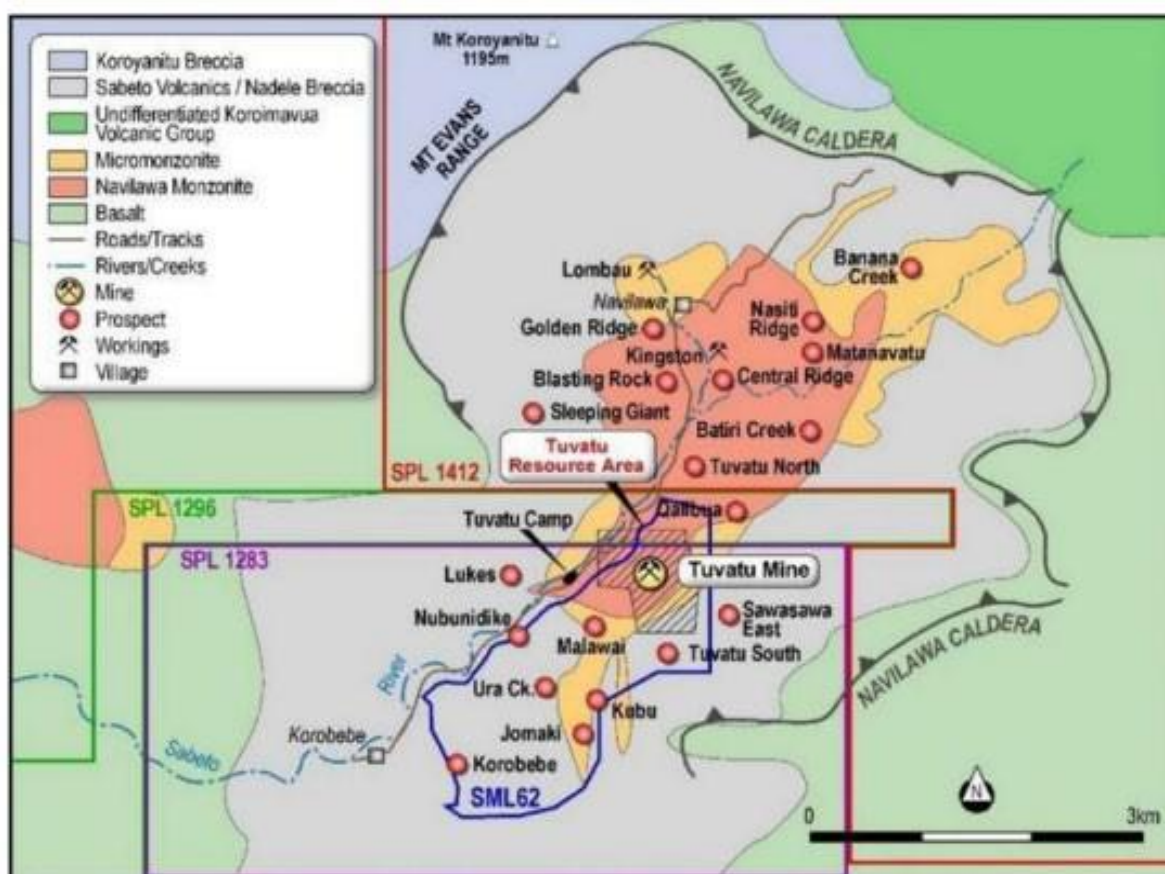 Koroyanitu Breccia
Sabeto Volcanics / Nadele Breccia
Undifferentiated Koroimavua
Volcanic Group
Micromonzonite
Navilawa Monzonite
Basalt
Roads/Tracks
Rivers/Creeks
Mine
Prospect
Workings
Village
Mt Koroyanitu
1195m
MT EVANS
RANGE
NAVILAWA CALDERA
Lombau
Navilawa
Banana
Creek
Golden Ridge
Nasiti
Ridge
Kingston
Matanavatu
Blasting Rock
Central Ridge
Sleeping Giant
Batiri Creek
Tuvatu
Resource Area
Tuvatu North
SPL 1412
SPL 1296
Qalibua
Tuvatu Camp
SPL 1283
Lukes
Tuvatu Mine
Nubunidike
Sawasawa
East
Malawai
Tuvatu South
NAVILAWA CALDERA
River
Ura Ck.
Kubu
Korobebe
Jomaki
Sabeto
Korobebe
SML62
N
0
3km